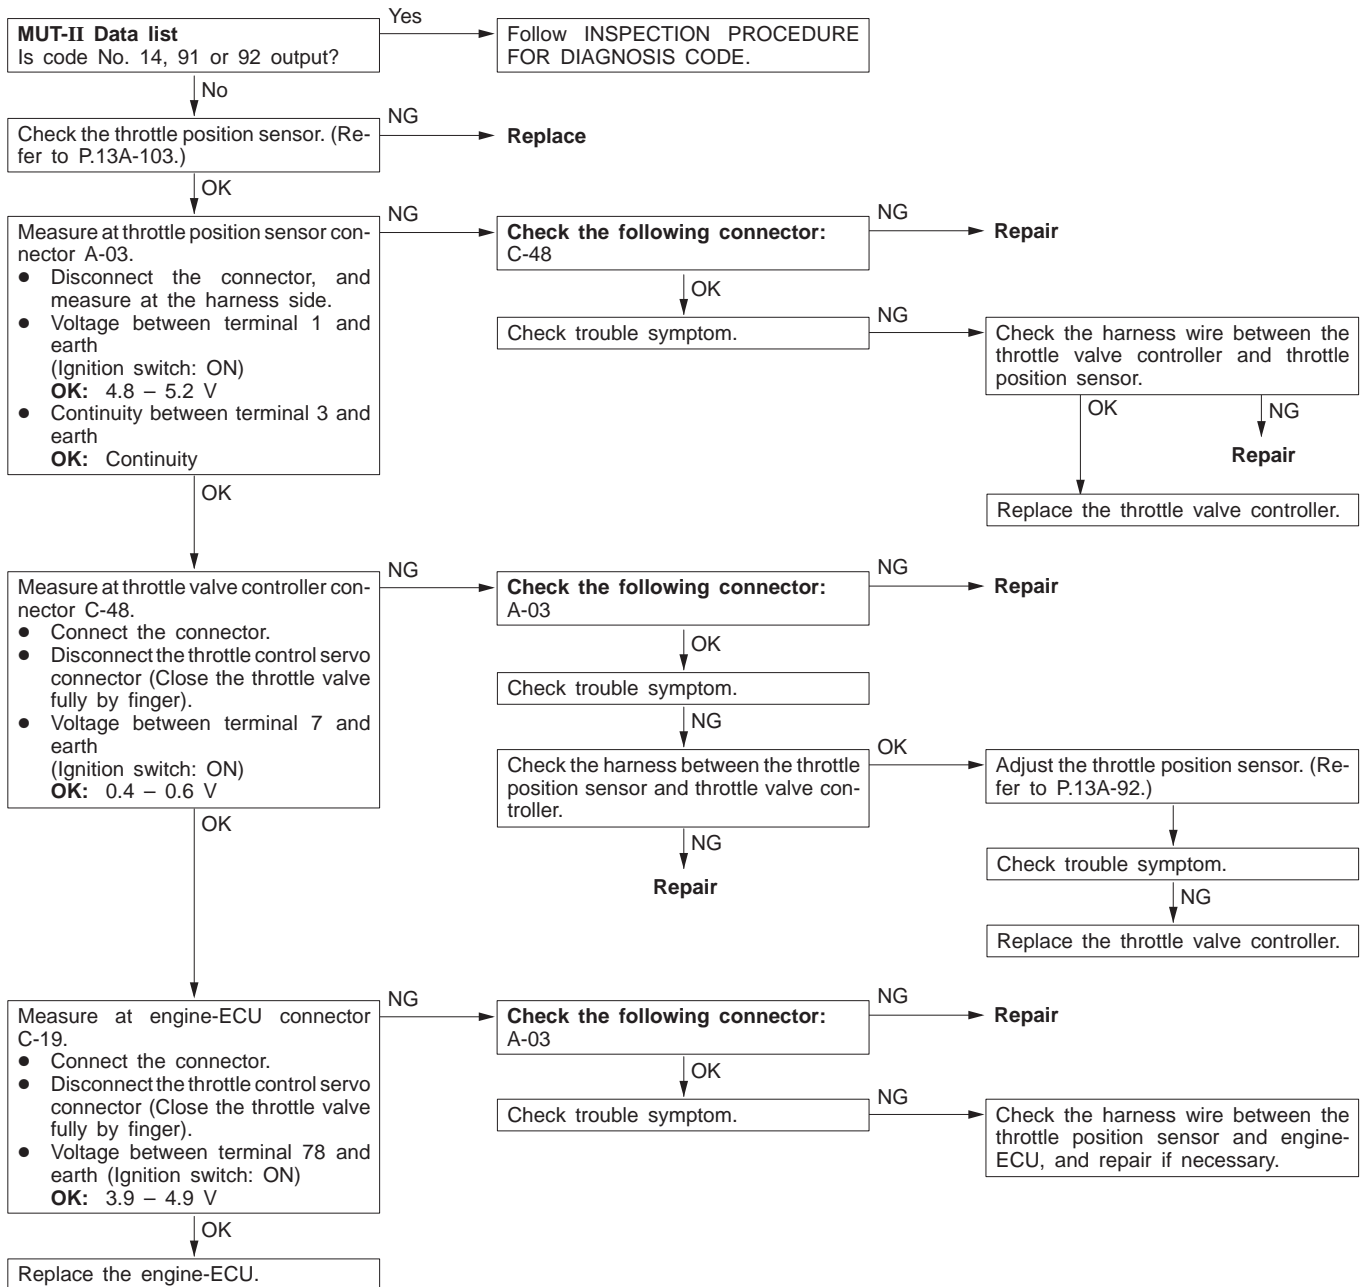 MUT-II Data list
Is code No. 14, 91 or 92 output?
Yes
Follow INSPECTION PROCEDURE
FOR DIAGNOSIS CODE.
No
Check the throttle position sensor. (Re-
fer to P.13A-103.)
NG
Replace
OK
Measure at throttle position sensor con-
nector A-03.
● Disconnect the connector, and
measure at the harness side.
● Voltage between terminal 1 and
earth
(Ignition switch: ON)
OK: 4.8 – 5.2 V
● Continuity between terminal 3 and
earth
OK: Continuity
NG
Check the following connector:
C-48
NG
Repair
OK
Check trouble symptom.
NG
Check the harness wire between the
throttle valve controller and throttle
position sensor.
OK
NG
Repair
Replace the throttle valve controller.
OK
Measure at throttle valve controller con-
nector C-48.
● Connect the connector.
● Disconnect the throttle control servo
connector (Close the throttle valve
fully by finger).
● Voltage between terminal 7 and
earth
(Ignition switch: ON)
OK: 0.4 – 0.6 V
NG
Check the following connector:
A-03
NG
Repair
OK
Check trouble symptom.
NG
Check the harness between the throttle
position sensor and throttle valve con-
troller.
OK
Adjust the throttle position sensor. (Re-
fer to P.13A-92.)
Check trouble symptom.
NG
Replace the throttle valve controller.
NG
Repair
OK
Measure at engine-ECU connector
C-19.
● Connect the connector.
● Disconnect the throttle control servo
connector (Close the throttle valve
fully by finger).
● Voltage between terminal 78 and
earth (Ignition switch: ON)
OK: 3.9 – 4.9 V
NG
Check the following connector:
A-03
NG
Repair
OK
Check trouble symptom.
NG
Check the harness wire between the
throttle position sensor and engine-
ECU, and repair if necessary.
OK
Replace the engine-ECU.